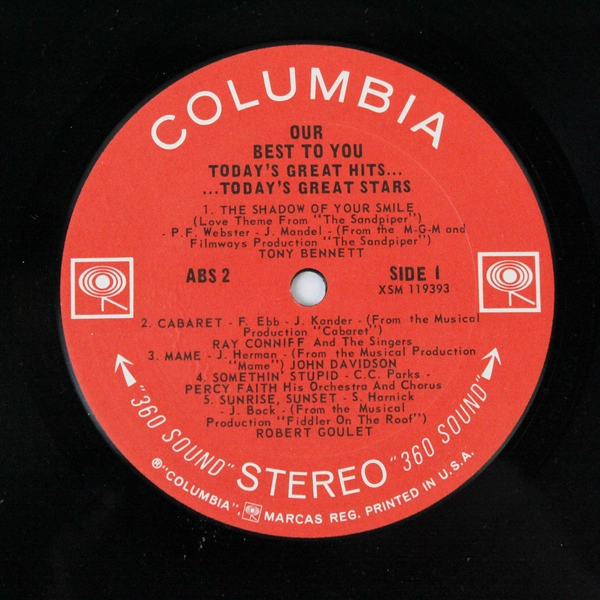 COLUMBIA
OUR
BEST TO YOU
TODAY'S GREAT HITS...
...TODAY'S GREAT STARS
1. THE SHADOW OF YOUR SMILE
(Love Theme From "The Sandpiper")
- P.F. Webster - J. Mandel - (From the M-G-M and
Filmways Production "The Sandpiper")
TONY BENNETT
ABS 2
SIDE 1
XSM 119393
2. CABARET - F. Ebb - J. Kander - (From the Musical
Production "Cabaret")
RAY CONNIFF And The Singers
3. MAME - J. Herman - (From the Musical Production
"Mame") JOHN DAVIDSON
4. SOMETHIN' STUPID - C.C. Parks -
PERCY FAITH His Orchestra And Chorus
5. SUNRISE, SUNSET - S. Harnick
- J. Bock - (From the Musical
Production "Fiddler On The Roof")
ROBERT GOULET
"360 SOUND" STEREO "360 SOUND"
® "COLUMBIA", MARCAS REG. PRINTED IN U.S.A.